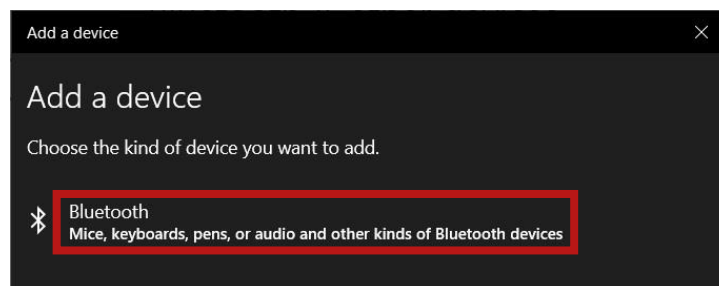 Add a device
Add a device
Choose the kind of device you want to add.
Bluetooth
Mice, keyboards, pens, or audio and other kinds of Bluetooth devices